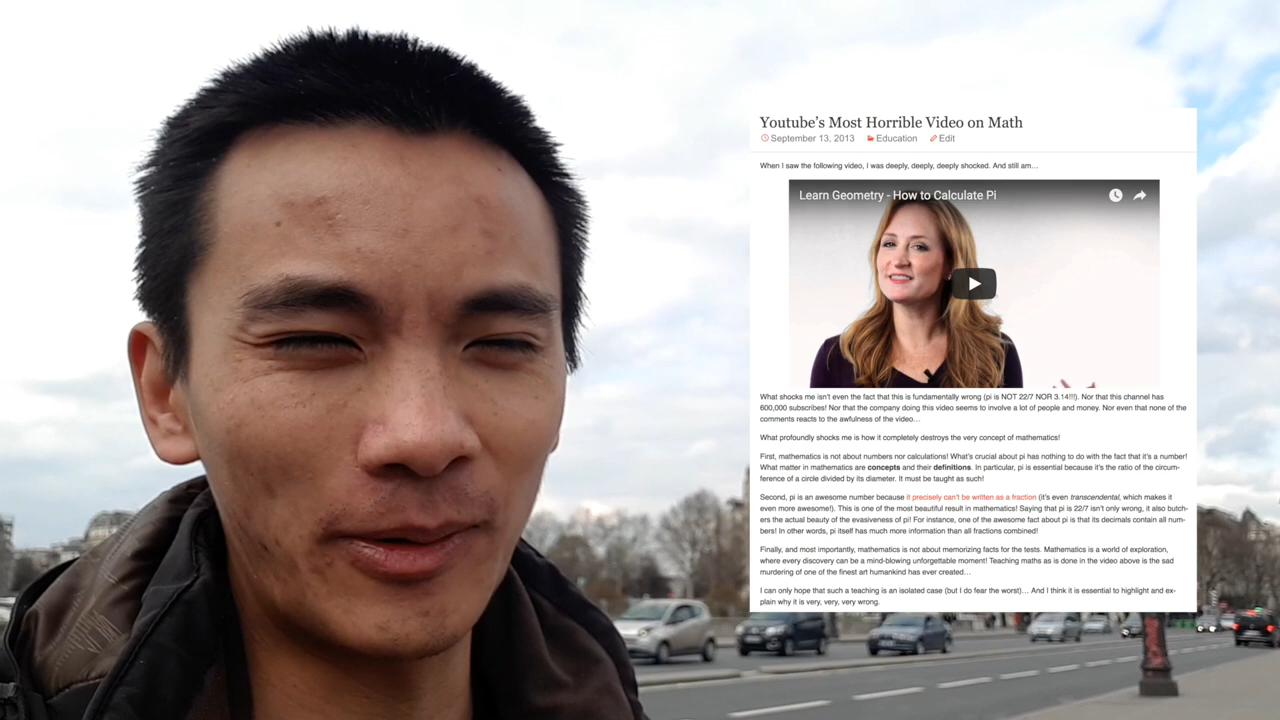 Youtube's Most Horrible Video on Math
September 13, 2013 Education Edit
When I saw the following video, I was deeply, deeply, deeply shocked. And still am…
Learn Geometry - How to Calculate Pi
What shocks me isn't even the fact that this is fundamentally wrong (pi is NOT 22/7 NOR 3.14!!!). Nor that this channel has
600,000 subscribes! Nor that the company doing this video seems to involve a lot of people and money. Nor even that none of the
comments reacts to the awfulness of the video…
What profoundly shocks me is how it completely destroys the very concept of mathematics!
First, mathematics is not about numbers nor calculations! What's crucial about pi has nothing to do with the fact that it's a number!
What matter in mathematics are concepts and their definitions. In particular, pi is essential because it's the ratio of the circum-
ference of a circle divided by its diameter. It must be taught as such!
Second, pi is an awesome number because it precisely can't be written as a fraction (it's even transcendental, which makes it
even more awesome!). This is one of the most beautiful result in mathematics! Saying that pi is 22/7 isn't only wrong, it also butch-
ers the actual beauty of the evasiveness of pi! For instance, one of the awesome fact about pi is that its decimals contain all num-
bers! In other words, pi itself has much more information than all fractions combined!
Finally, and most importantly, mathematics is not about memorizing facts for the tests. Mathematics is a world of exploration,
where every discovery can be a mind-blowing unforgettable moment! Teaching maths as is done in the video above is the sad
murdering of one of the finest art humankind has ever created…
I can only hope that such a teaching is an isolated case (but I do fear the worst)… And I think it is essential to highlight and ex-
plain why it is very, very, very wrong.